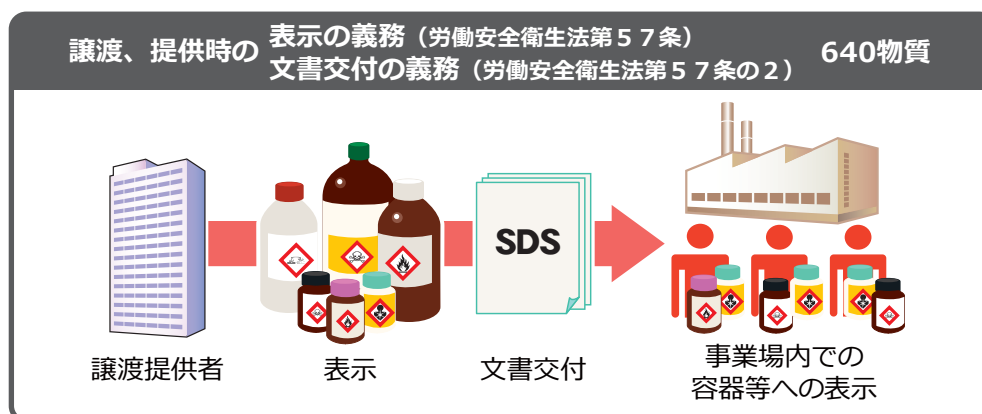 譲渡、提供時の
表示の義務（労働安全衛生法第５７条）
文書交付の義務（労働安全衛生法第５７条の２）
640物質
SDS
譲渡提供者
表示
文書交付
事業場内での
容器等への表示